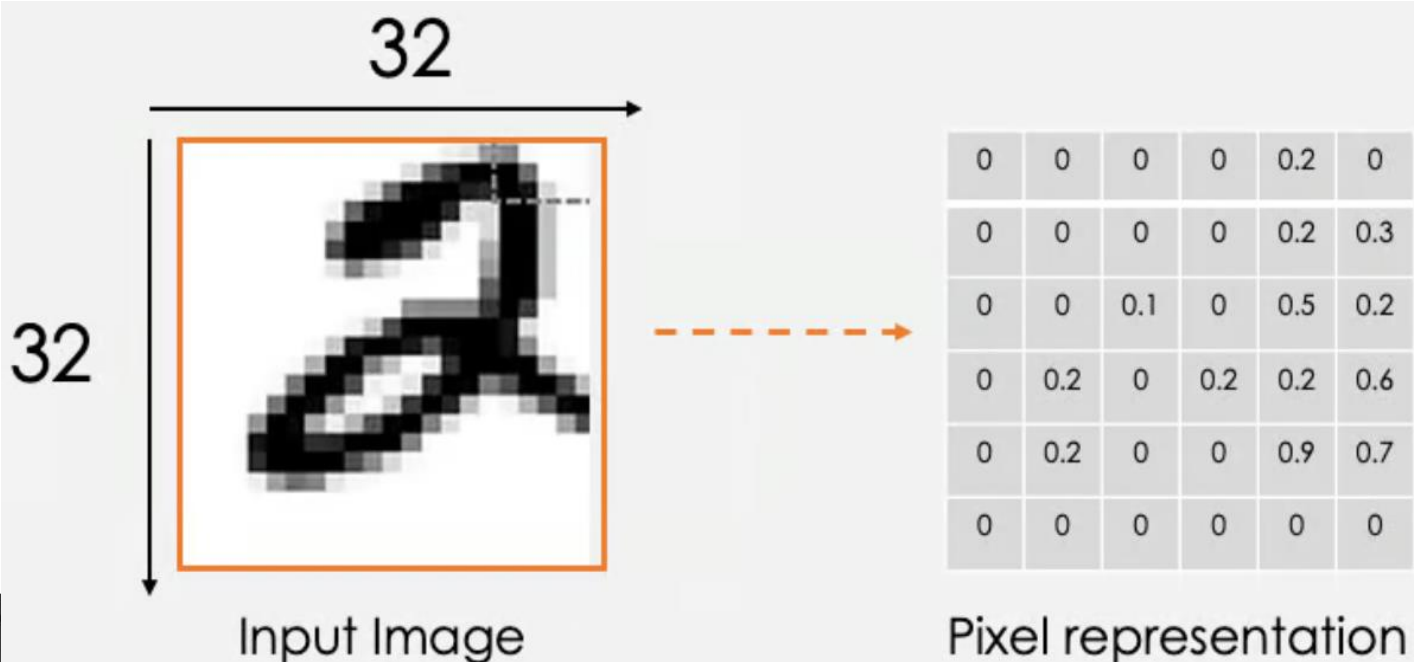 32
32
2
Input Image
0 0 0 0 0.2 0
0 0 0 0 0.2 0.3
0 0 0.1 0 0.5 0.2
0 0.2 0 0.2 0.2 0.6
0 0.2 0 0 0.9 0.7
0 0 0 0 0 0
Pixel representation